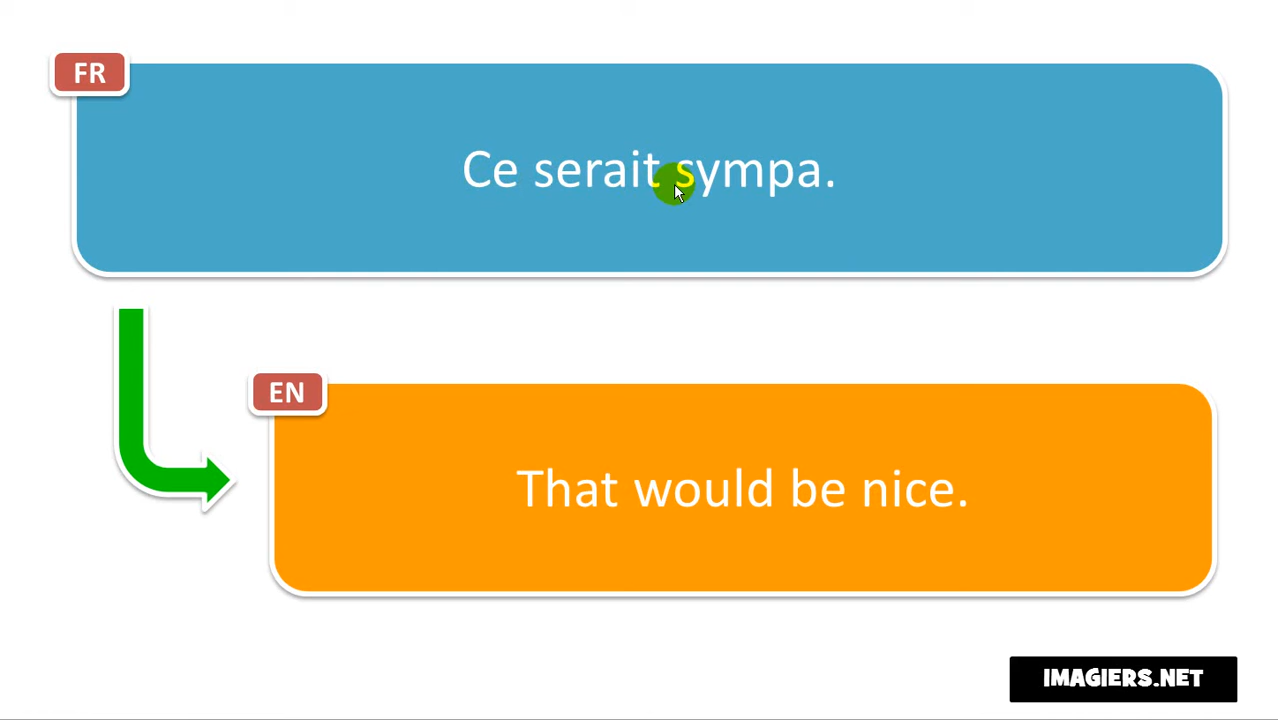 FR
Ce serait sympa.
EN
That would be nice.
IMAGIERS.NET